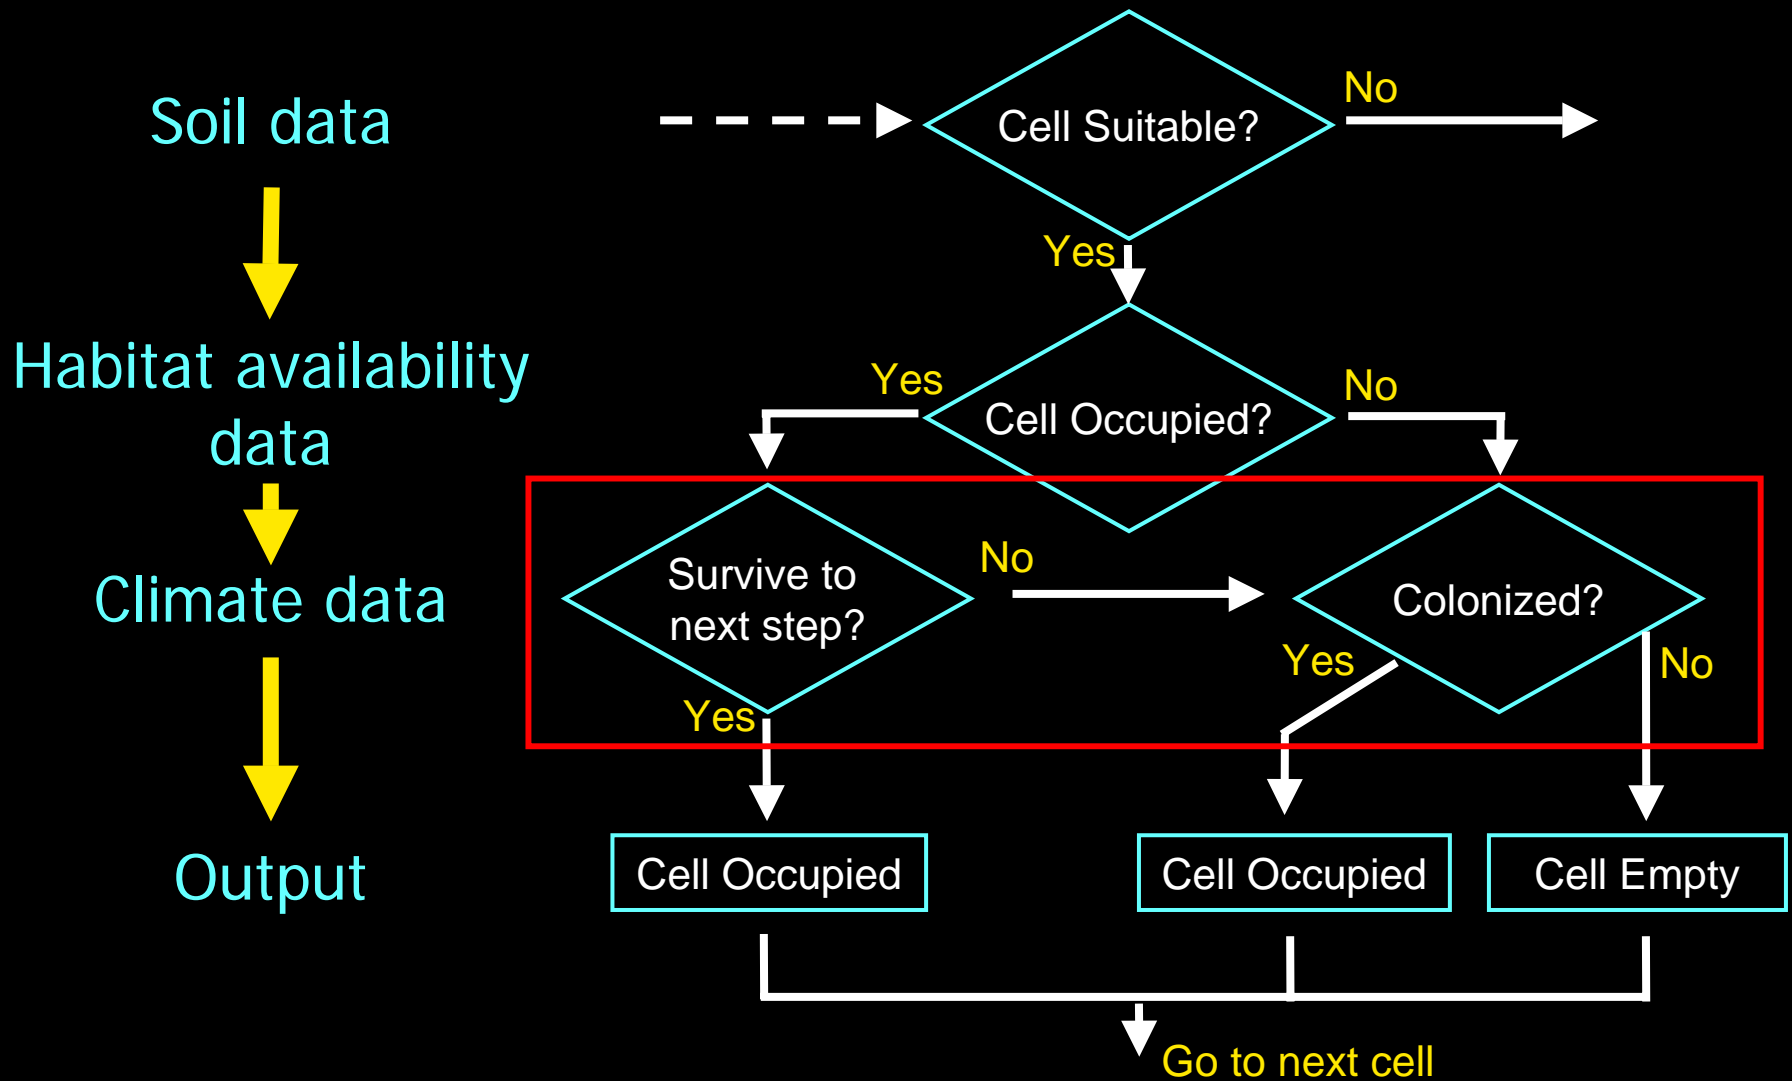 Soil data
Habitat availability
data
Climate data
Output
Cell Suitable?
No
Yes
Cell Occupied?
Yes
No
Survive to
next step?
No
Yes
Colonized?
Yes
No
Cell Occupied
Cell Occupied
Cell Empty
Go to next cell